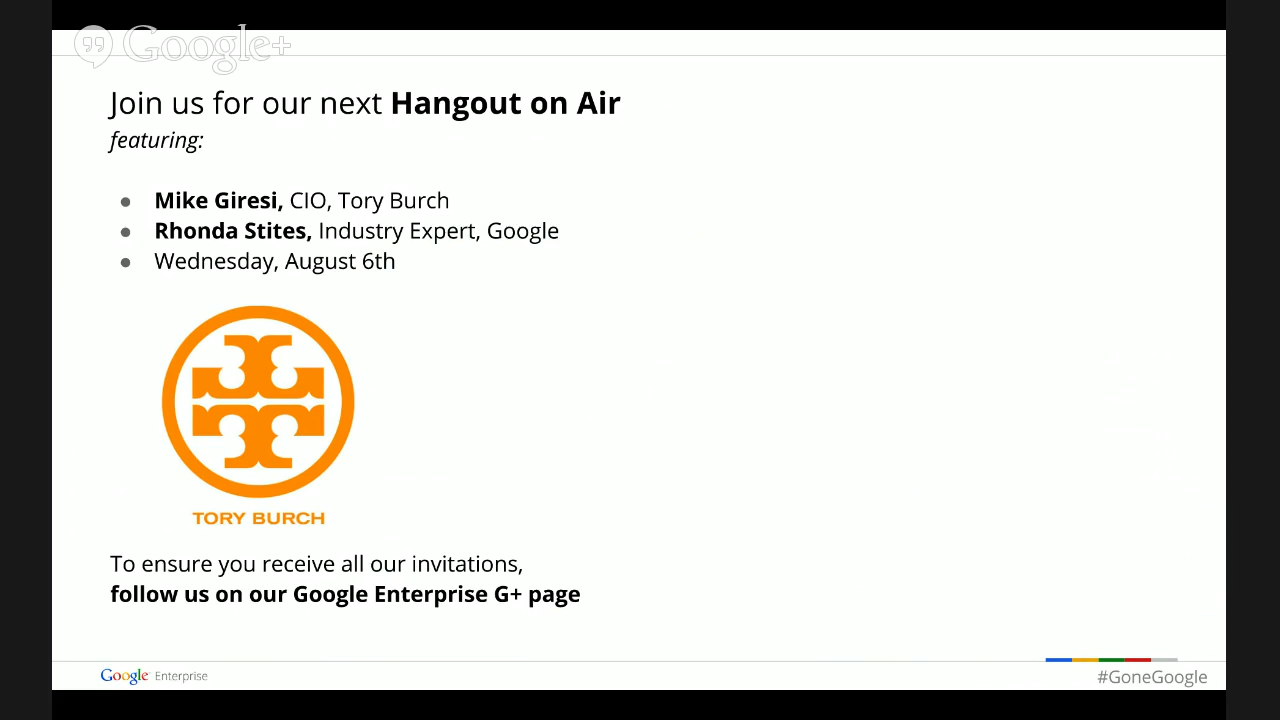 Google+
Join us for our next Hangout on Air
featuring:
● Mike Giresi, CIO, Tory Burch
● Rhonda Stites, Industry Expert, Google
● Wednesday, August 6th
TORY BURCH
To ensure you receive all our invitations,
follow us on our Google Enterprise G+ page
Google Enterprise
#GoneGoogle